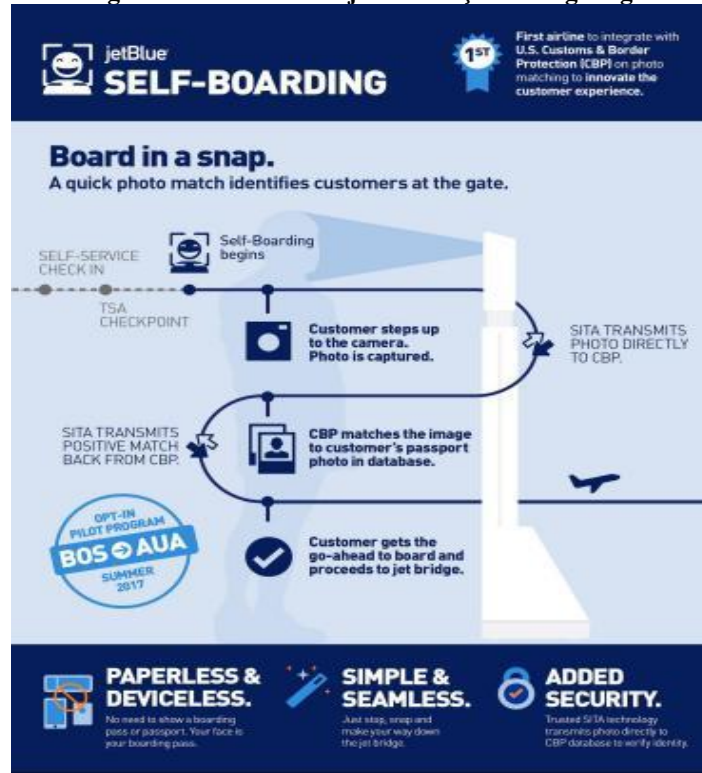 jetBlue
SELF-BOARDING
1ST
First airline to integrate with
U.S. Customs & Border
Protection (CBP) on photo
matching to innovate the
customer experience.
Board in a snap.
A quick photo match identifies customers at the gate.
SELF-SERVICE
CHECK IN
TSA
CHECKPOINT
Self-Boarding
begins
Customer steps up
to the camera.
Photo is captured.
SITA TRANSMITS
PHOTO DIRECTLY
TO CBP.
CBP matches the image
to customer's passport
photo in database.
SITA TRANSMITS
POSITIVE MATCH
BACK FROM CBP.
Customer gets the
go-ahead to board and
proceeds to jet bridge.
OPT-IN
PILOT PROGRAM
BOS AUA
SUMMER
2017
PAPERLESS &
DEVICELESS.
No need to show a boarding
pass or passport. Your face is
your boarding pass.
SIMPLE &
SEAMLESS.
Just stop, snap and
make your way down
the jet bridge.
ADDED
SECURITY.
Trusted SITA technology
transmits photo directly to
CBP database to verify identity.